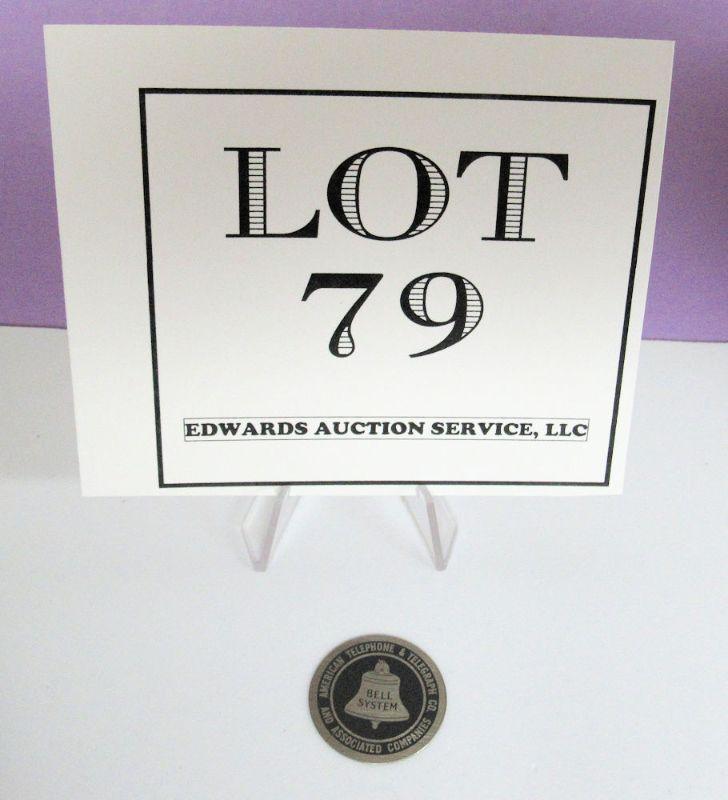 LOT
79
EDWARDS AUCTION SERVICE, LLC
AMERICAN TELEPHONE & TELEGRAPH CO.
AND ASSOCIATED COMPANIES
BELL
SYSTEM